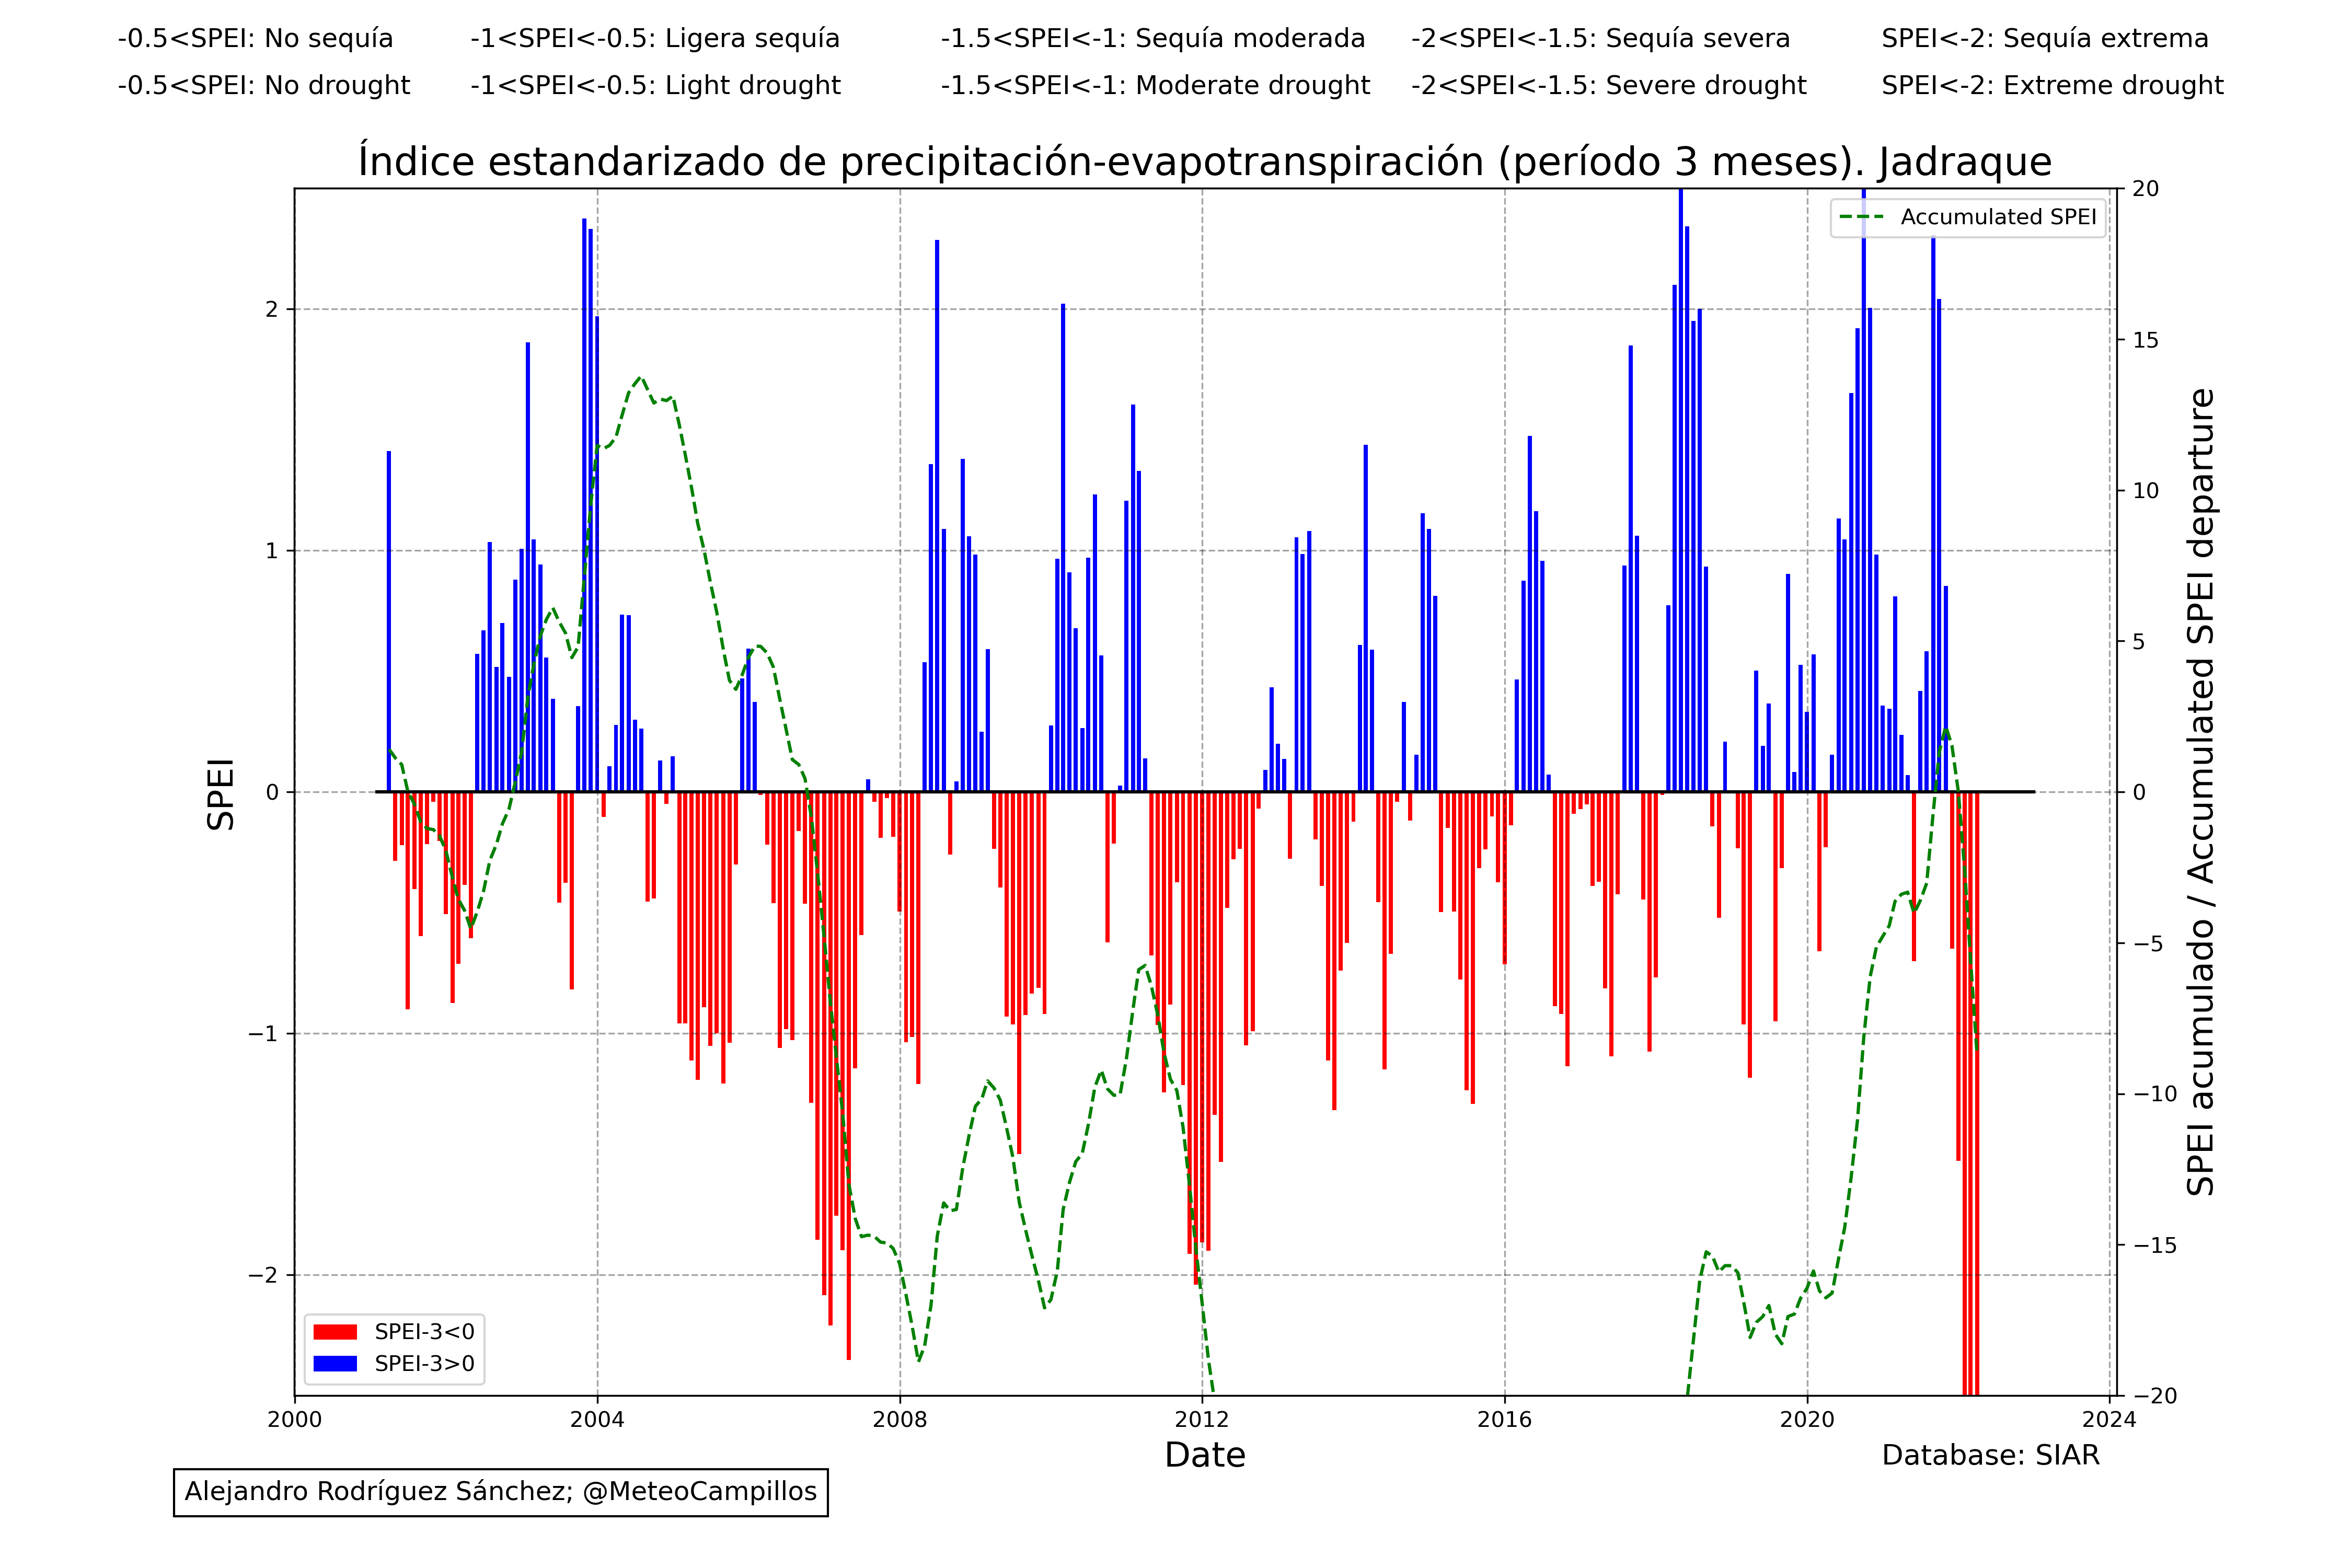 -0.5<SPEI: No sequía -1<SPEI<-0.5: Ligera sequía -1.5<SPEI<-1: Sequía moderada -2<SPEI<-1.5: Sequía severa SPEI<-2: Sequía extrema
-0.5<SPEI: No drought -1<SPEI<-0.5: Light drought -1.5<SPEI<-1: Moderate drought -2<SPEI<-1.5: Severe drought SPEI<-2: Extreme drought
Índice estandarizado de precipitación-evapotranspiración (período 3 meses). Jadraque
Accumulated SPEI
SPEI
2
1
0
−1
−2
20
15
10
5
0
−5
−10
−15
−20
SPEI acumulado / Accumulated SPEI departure
SPEI-3<0
SPEI-3>0
2000 2004 2008 2012 2016 2020 2024
Date
Database: SIAR
Alejandro Rodríguez Sánchez; @MeteoCampillos